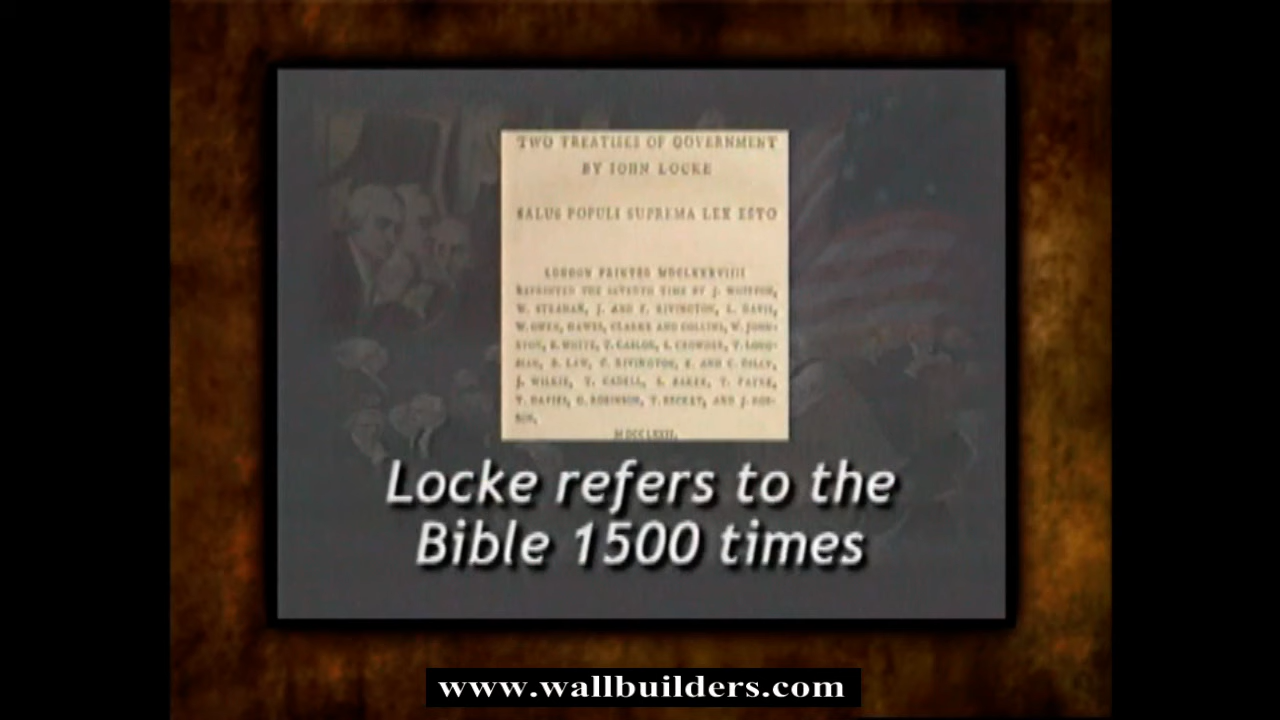 TWO TREATISES OF GOVERNMENT
BY IOHN LOCKE
SALUS POPULI SUPREMA LEX ESTO
LONDON PRINTED MDCLXXXVIIII
REPRINTED THE SEVENTH TIME BY J. WHISTON,
W. STRAHAN, J. AND F. RIVINGTON, L. DAVIS,
W. OWEN, HAWES, CLARKE AND COLLINS, W. JOHN-
STON, B. WHITE, T. CASLON, S. CROWDER, T. LONG-
MAN, B. LAW, C. RIVINGTON, E. AND C. DILLY,
J. WILKIE, T. CADELL, S. BAKER, T. PAYNE,
T. DAVIES, G. ROBINSON, T. BECKET, AND J. ROB-
SON.
MDCCLXXII.
Locke refers to the
Bible 1500 times
www.wallbuilders.com